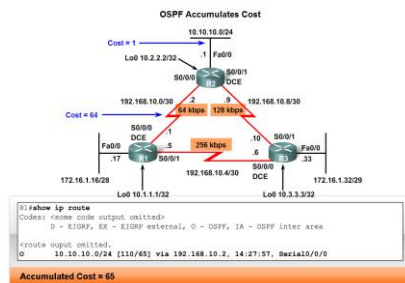 OSPF Accumulates Cost
10.10.10.0/24
Cost = 1
.1 Fa0/0
Lo0 10.2.2.2/32
S0/0/0
R2
S0/0/1
DCE
192.168.10.0/30
.2
.9
192.168.10.8/30
Cost = 64
64 kbps
128 kbps
S0/0/0
DCE
.1
.10
S0/0/1
Fa0/0
.17
R1
.5
S0/0/1
256 kbps
.6
R3
Fa0/0
.33
S0/0/0
DCE
172.16.1.16/28
192.168.10.4/30
172.16.1.32/29
Lo0 10.1.1.1/32
Lo0 10.3.3.3/32
R1#show ip route
Codes: <some code output omitted>
D - EIGRP, EX - EIGRP external, O - OSPF, IA - OSPF inter area
<route ouput omitted.
O 10.10.10.0/24 [110/65] via 192.168.10.2, 14:27:57, Serial0/0/0
Accumulated Cost = 65